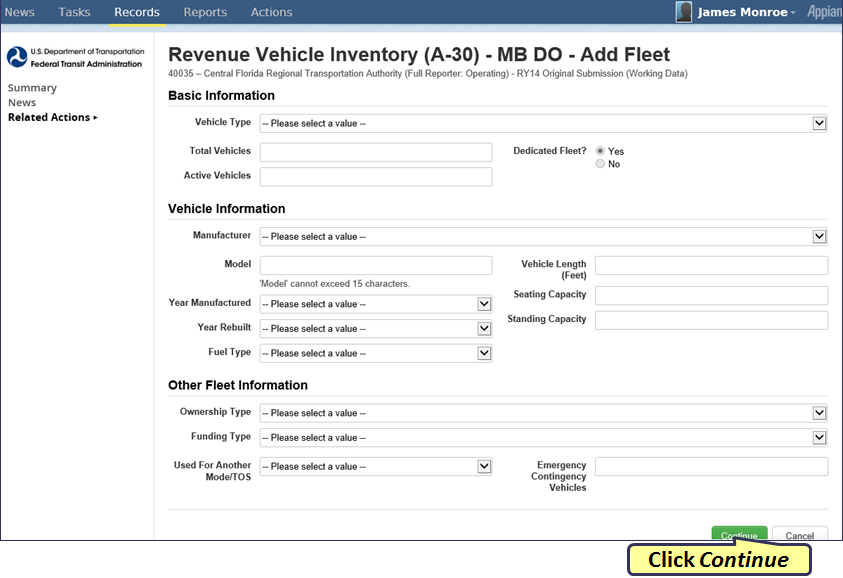 News Tasks Records Reports Actions James Monroe Appian
U.S. Department of Transportation
Federal Transit Administration
Summary
News
Related Actions
Revenue Vehicle Inventory (A-30) - MB DO - Add Fleet
40035 – Central Florida Regional Transportation Authority (Full Reporter: Operating) - RY14 Original Submission (Working Data)
Basic Information
Vehicle Type -- Please select a value --
Total Vehicles
Dedicated Fleet? Yes
No
Active Vehicles
Vehicle Information
Manufacturer -- Please select a value --
Model
'Model' cannot exceed 15 characters.
Vehicle Length
(Feet)
Year Manufactured -- Please select a value --
Seating Capacity
Year Rebuilt -- Please select a value --
Standing Capacity
Fuel Type -- Please select a value --
Other Fleet Information
Ownership Type -- Please select a value --
Funding Type -- Please select a value --
Used For Another
Mode/TOS -- Please select a value --
Emergency
Contingency
Vehicles
Continue Cancel
Click Continue